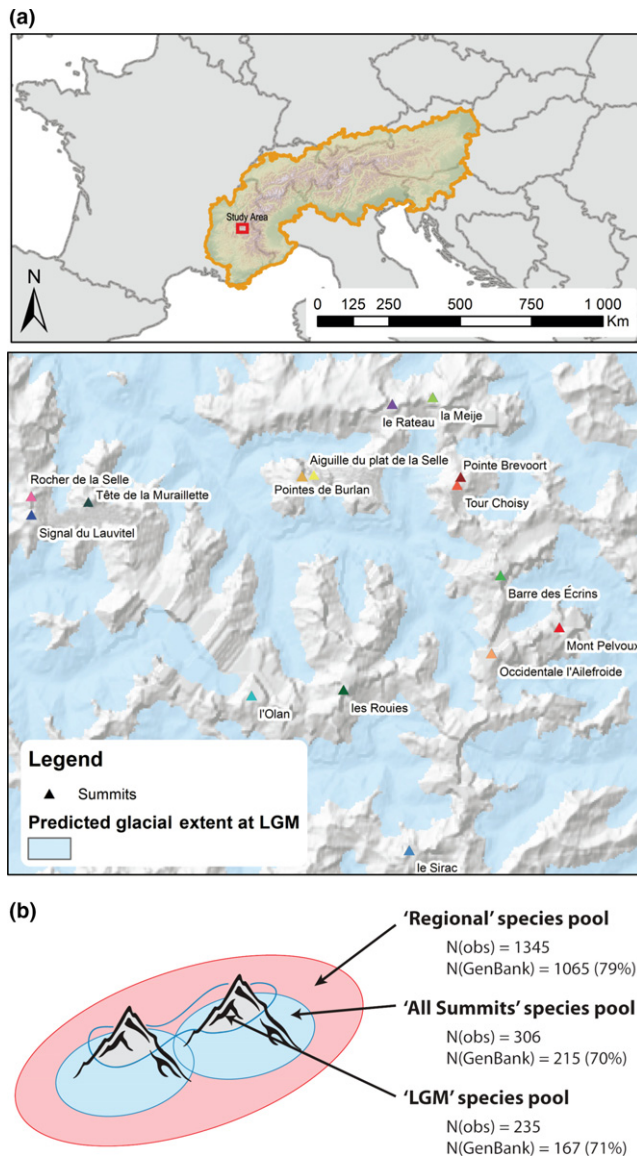 (a)
Study Area
N
0 125 250 500 750 1 000
Km
le Rateau
la Meije
Aiguille du plat de la Selle
Pointe Brevoort
Rocher de la Selle
Tête de la Muraillette
Pointes de Burlan
Tour Choisy
Signal du Lauvitel
Barre des Écrins
Mont Pelvoux
Occidentale l'Ailefroide
l'Olan
les Rouies
Legend
Summits
Predicted glacial extent at LGM
le Sirac
(b)
'Regional' species pool
N(obs) = 1345
N(GenBank) = 1065 (79%)
'All Summits' species pool
N(obs) = 306
N(GenBank) = 215 (70%)
'LGM' species pool
N(obs) = 235
N(GenBank) = 167 (71%)